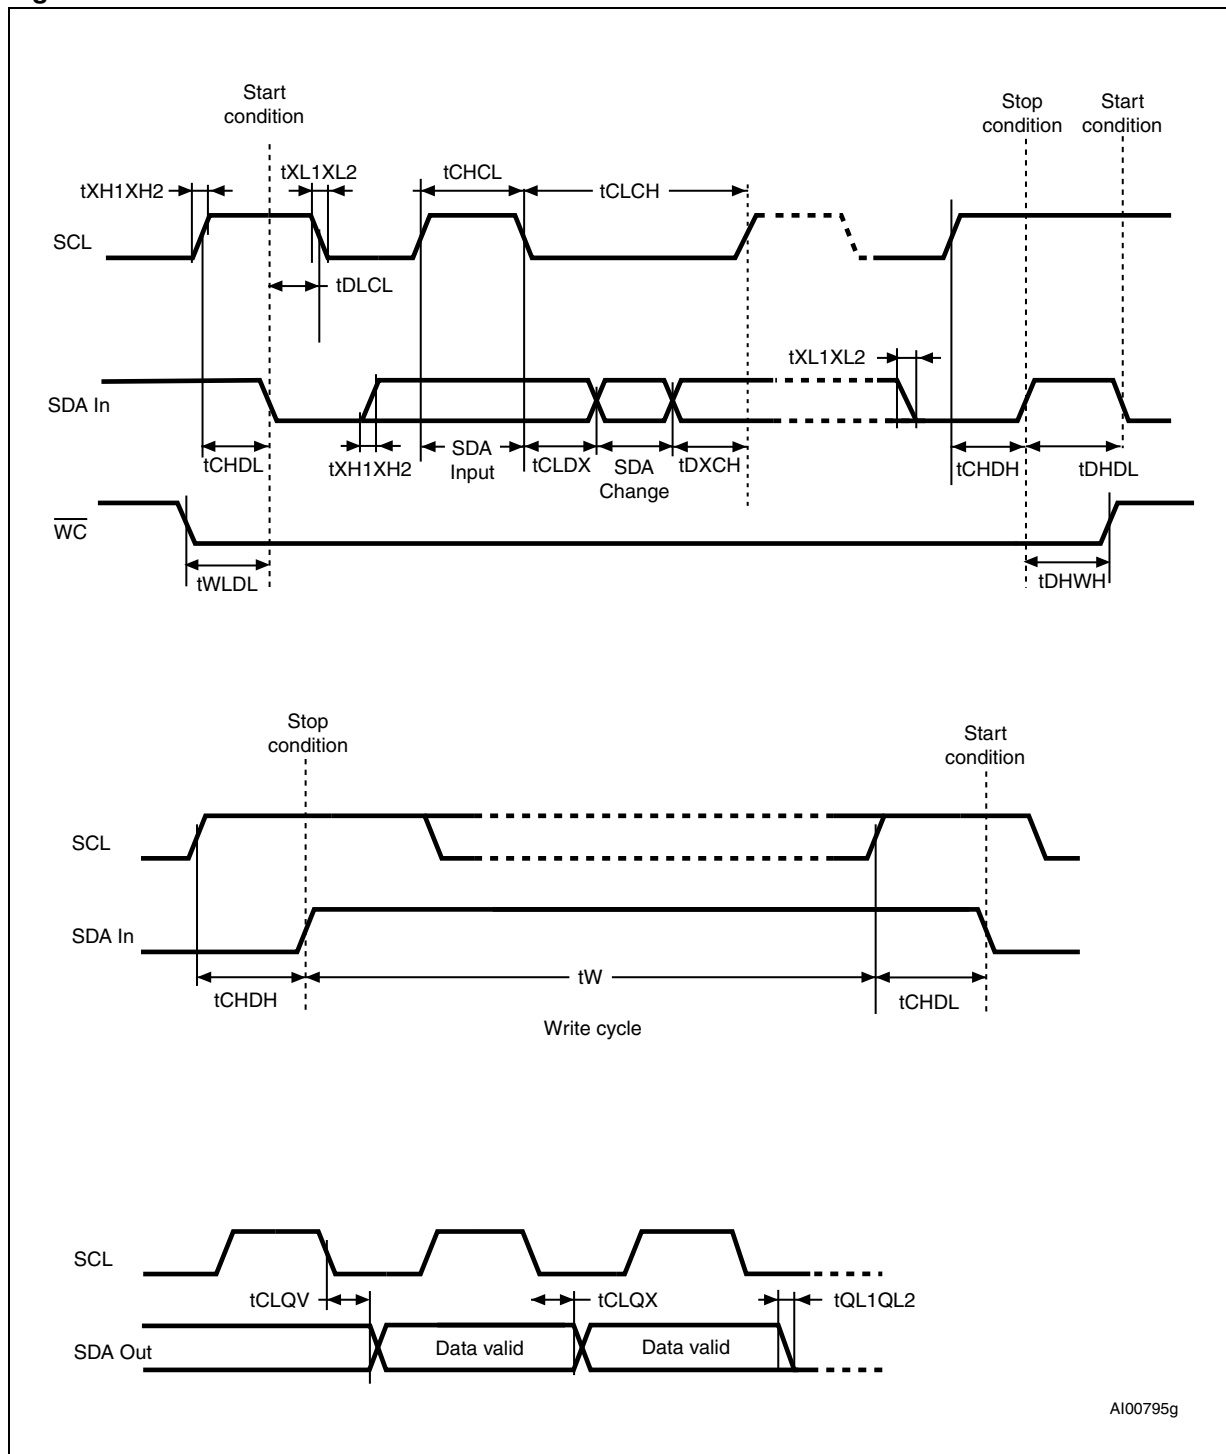 Start
condition
Stop
condition
Start
condition
tXH1XH2
tXL1XL2
tCHCL
tCLCH
SCL
tDLCL
tXL1XL2
SDA In
tCHDL
tXH1XH2
SDA
Input
tCLDX
SDA
Change
tDXCH
tCHDH
tDHDL
WC
tWLDL
tDHWH
Stop
condition
Start
condition
SCL
SDA In
tCHDH
tW
tCHDL
Write cycle
SCL
tCLQV
tCLQX
tQL1QL2
SDA Out
Data valid
Data valid
AI00795g